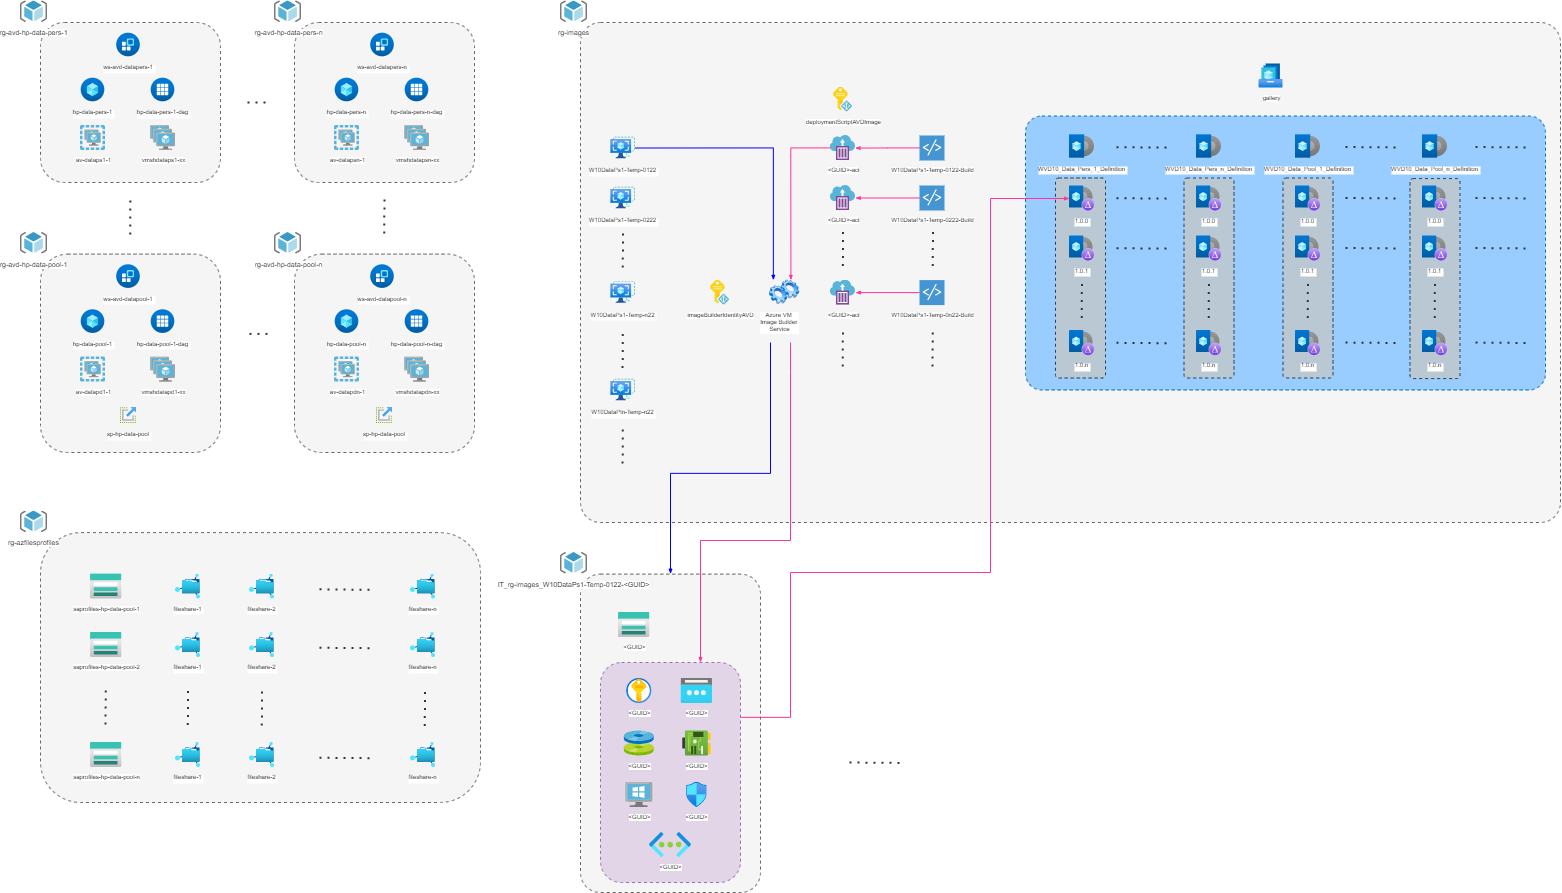 rg-avd-hp-data-pers-1
ws-avd-datapers-1
hp-data-pers-1
hp-data-pers-1-dag
av-dataps1-1
vmshdataps1-xx
rg-avd-hp-data-pers-n
ws-avd-datapers-n
hp-data-pers-n
hp-data-pers-n-dag
av-datapsn-1
vmshdatapsn-xx
rg-avd-hp-data-pool-1
ws-avd-datapool-1
hp-data-pool-1
hp-data-pool-1-dag
av-datapd1-1
vmshdatapd1-xx
sp-hp-data-pool
rg-avd-hp-data-pool-n
ws-avd-datapool-n
hp-data-pool-n
hp-data-pool-n-dag
av-datapdn-1
vmshdatapdn-xx
sp-hp-data-pool
rg-azfilesprofiles
saprofiles-hp-data-pool-1
fileshare-1
fileshare-2
fileshare-n
saprofiles-hp-data-pool-2
fileshare-1
fileshare-2
fileshare-n
saprofiles-hp-data-pool-n
fileshare-1
fileshare-2
fileshare-n
rg-images
gallery
deploymentScriptAVDImage
W10DataPs1-Temp-0122
<GUID>-aci
W10DataPs1-Temp-0122-Build
W10DataPs1-Temp-0222
<GUID>-aci
W10DataPs1-Temp-0222-Build
W10DataPs1-Temp-n22
imageBuilderIdentityAVD
Azure VM
Image Builder
Service
<GUID>-aci
W10DataPs1-Temp-0n22-Build
W10DataPln-Temp-n22
WVD10_Data_Pers_1_Definition
WVD10_Data_Pers_n_Definition
WVD10_Data_Pool_1_Definition
WVD10_Data_Pool_n_Definition
1.0.0
1.0.0
1.0.0
1.0.0
1.0.1
1.0.1
1.0.1
1.0.1
1.0.n
1.0.n
1.0.n
1.0.n
IT_rg-images_W10DataPs1-Temp-0122-<GUID>
<GUID>
<GUID>
<GUID>
<GUID>
<GUID>
<GUID>
<GUID>
<GUID>